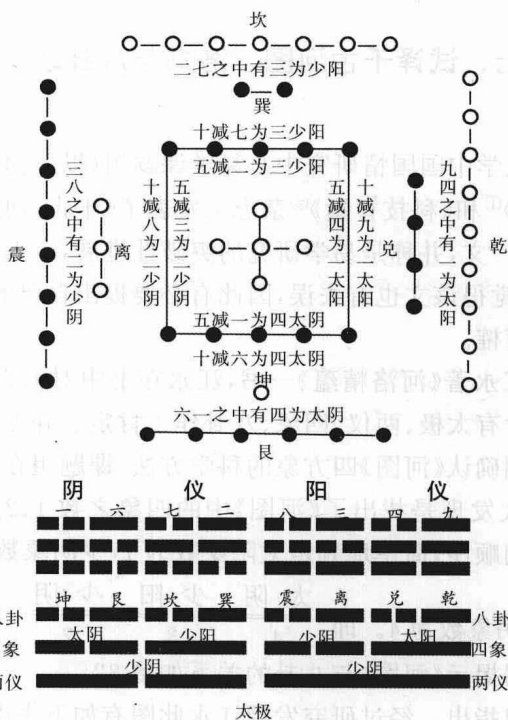 坎
二七之中有三为少阳
巽
十减七为三少阳
五减二为三少阳
震
三八之中有二为少阴
离
十减八为二少阴
五减三为二少阴
五减四为一太阳
十减九为一太阳
兑
九四之中有一为太阳
乾
五减一为四太阴
十减六为四太阴
坤
六一之中有四为太阴
艮
阴 仪 阳 仪
一 六 七 二 八 三 四 九
坤 艮 坎 巽 震 离 兑 乾
八卦 八卦
太阴 少阳 少阴 太阳
象 四象
少阴 少阴
两仪 两仪
太极